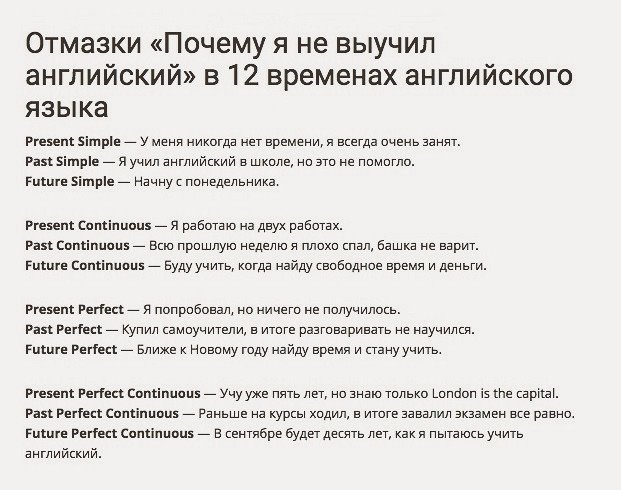 Отмазки «Почему я не выучил
английский» в 12 временах английского
языка
Present Simple — У меня никогда нет времени, я всегда очень занят.
Past Simple — Я учил английский в школе, но это не помогло.
Future Simple — Начну с понедельника.
Present Continuous — Я работаю на двух работах.
Past Continuous — Всю прошлую неделю я плохо спал, башка не варит.
Future Continuous — Буду учить, когда найду свободное время и деньги.
Present Perfect — Я попробовал, но ничего не получилось.
Past Perfect — Купил самоучители, в итоге разговаривать не научился.
Future Perfect — Ближе к Новому году найду время и стану учить.
Present Perfect Continuous — Учу уже пять лет, но знаю только London is the capital.
Past Perfect Continuous — Раньше на курсы ходил, в итоге завалил экзамен все равно.
Future Perfect Continuous — В сентябре будет десять лет, как я пытаюсь учить
английский.